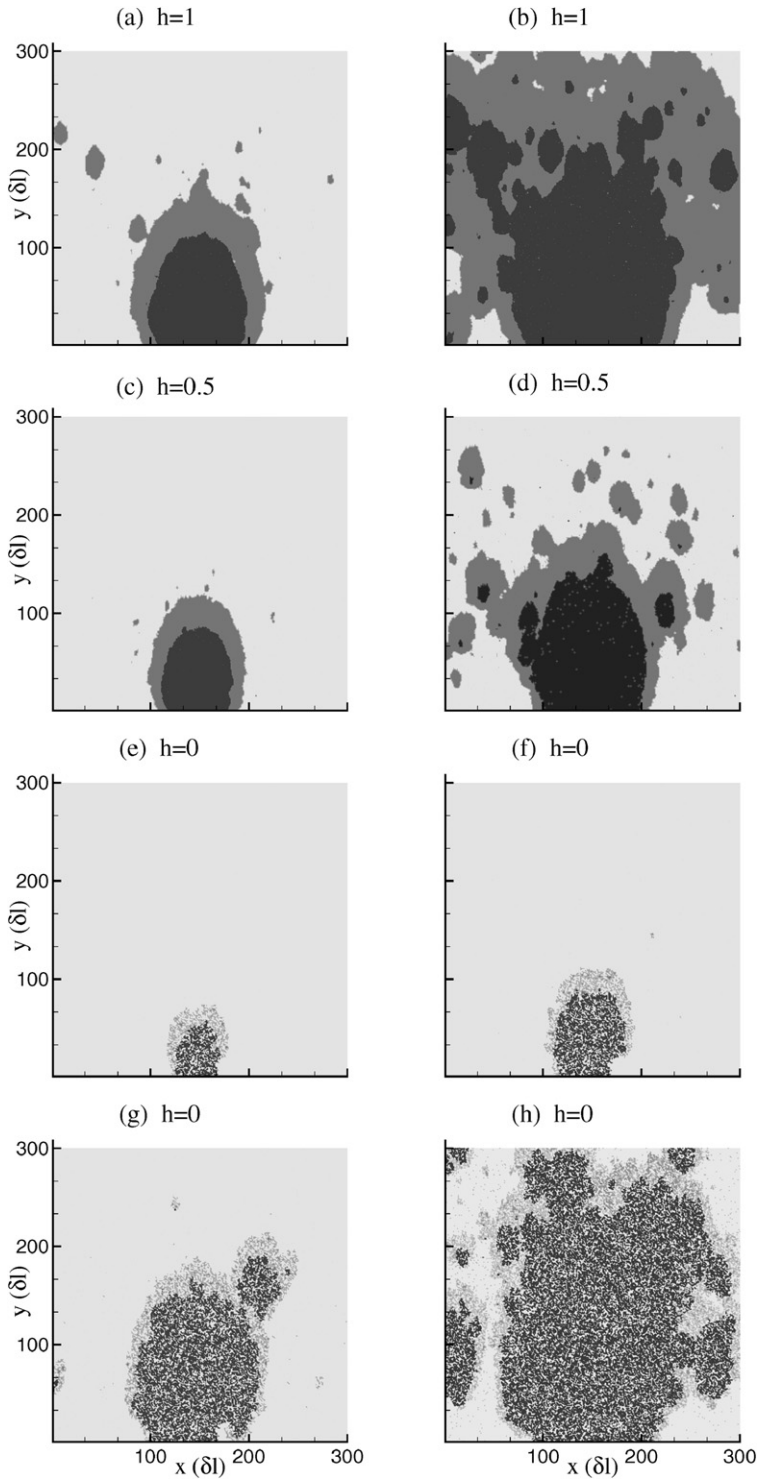 (a) h=1
(b) h=1
300
200
100
y (δl)
(c) h=0.5
(d) h=0.5
300
200
100
y (δl)
(e) h=0
(f) h=0
300
200
100
y (δl)
(g) h=0
(h) h=0
300
200
100
y (δl)
100 200 300
100 200 300
x (δl)
x (δl)